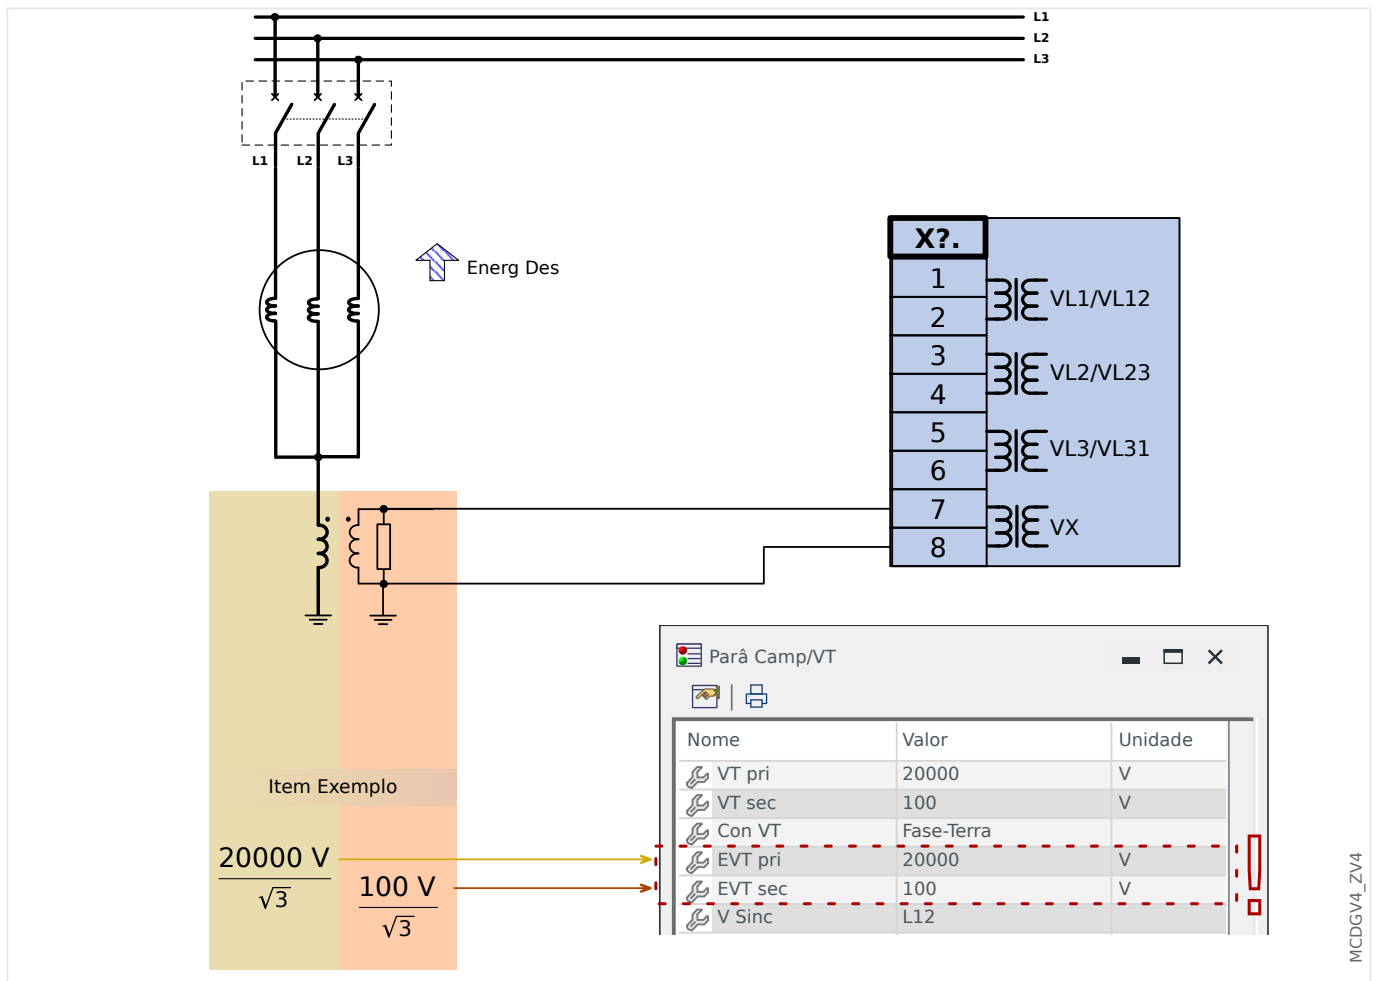 L1
L2
L3
L1 L2 L3
Energ Des
X?.
1
2
VL1/VL12
3
4
VL2/VL23
5
6
VL3/VL31
7
8
VX
Item Exemplo
20000 V
√3
100 V
√3
Parâ Camp/VT
Nome Valor Unidade
VT pri 20000 V
VT sec 100 V
Con VT Fase-Terra
EVT pri 20000 V
EVT sec 100 V
V Sinc L12
MCDGV4_ZV4